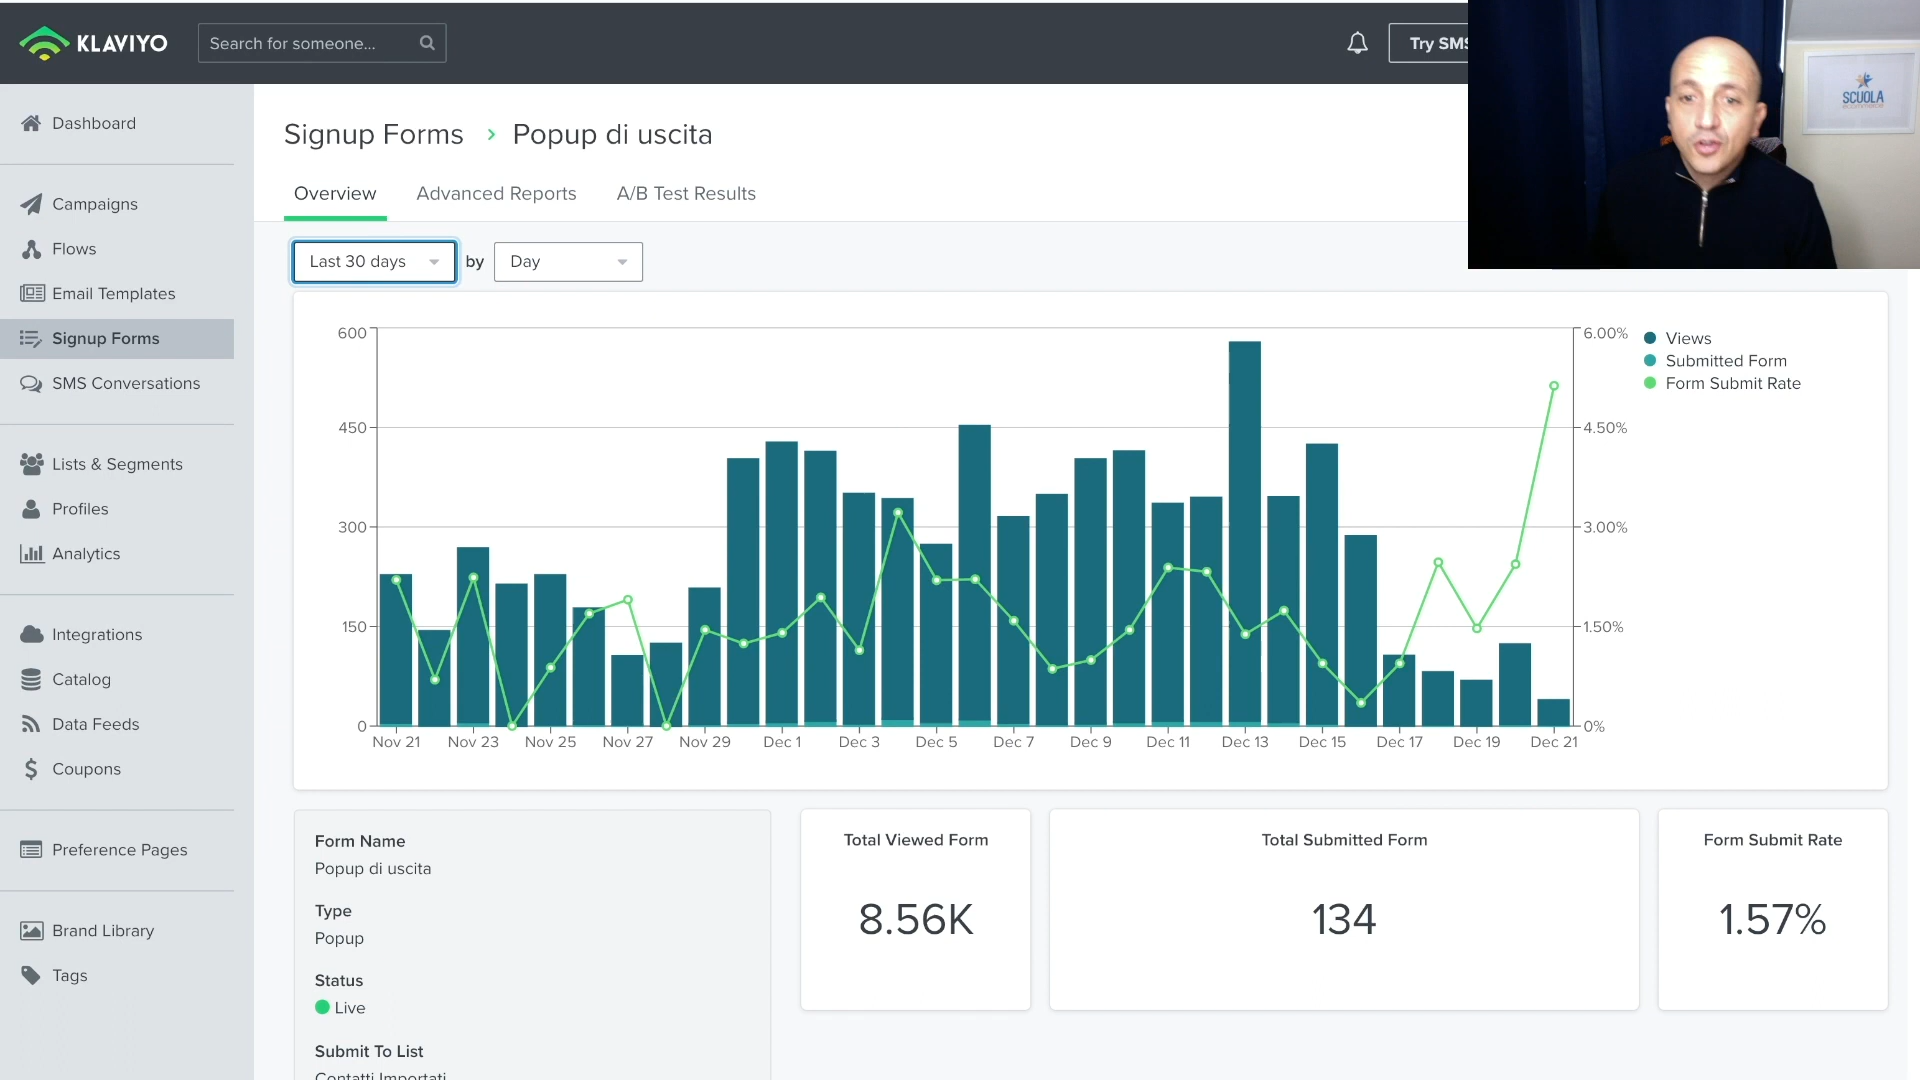 KLAVIYO
Search for someone...
Try SMS
SCUOLA
Dashboard
Campaigns
Flows
Email Templates
Signup Forms
SMS Conversations
Lists & Segments
Profiles
Analytics
Integrations
Catalog
Data Feeds
Coupons
Preference Pages
Brand Library
Tags
Signup Forms › Popup di uscita
Overview Advanced Reports A/B Test Results
Last 30 days by Day
600
450
300
150
0
6.00%
4.50%
3.00%
1.50%
0%
Nov 21 Nov 23 Nov 25 Nov 27 Nov 29 Dec 1 Dec 3 Dec 5 Dec 7 Dec 9 Dec 11 Dec 13 Dec 15 Dec 17 Dec 19 Dec 21
Views
Submitted Form
Form Submit Rate
Form Name
Popup di uscita
Type
Popup
Status
Live
Submit To List
Contatti Importati
Total Viewed Form
8.56K
Total Submitted Form
134
Form Submit Rate
1.57%